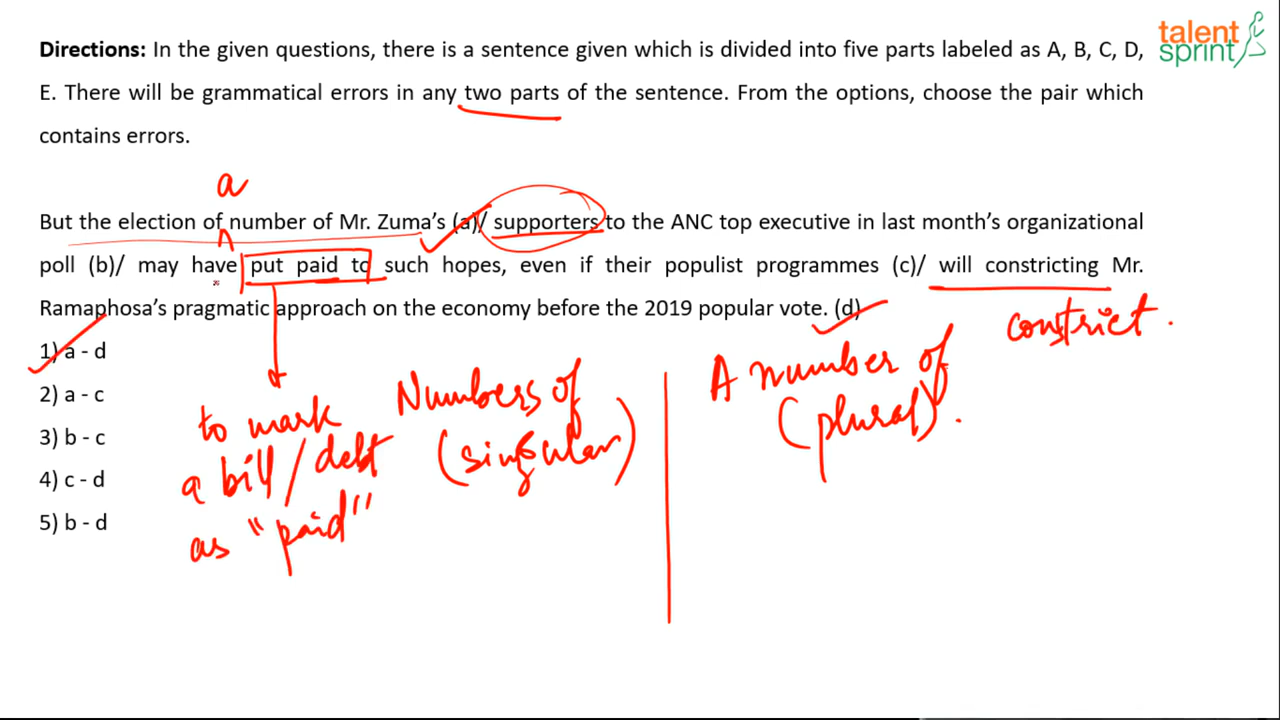 talent
sprint
Directions: In the given questions, there is a sentence given which is divided into five parts labeled as A, B, C, D,
E. There will be grammatical errors in any two parts of the sentence. From the options, choose the pair which
contains errors.
a
But the election of number of Mr. Zuma's (a)/ supporters to the ANC top executive in last month's organizational
poll (b)/ may have put paid to such hopes, even if their populist programmes (c)/ will constricting Mr.
Ramaphosa's pragmatic approach on the economy before the 2019 popular vote. (d)
constrict.
1) a - d
2) a - c
3) b - c
4) c - d
5) b - d
to mark
a bill/debt
as "paid"
Numbers of
(singular)
A number of
(plural).